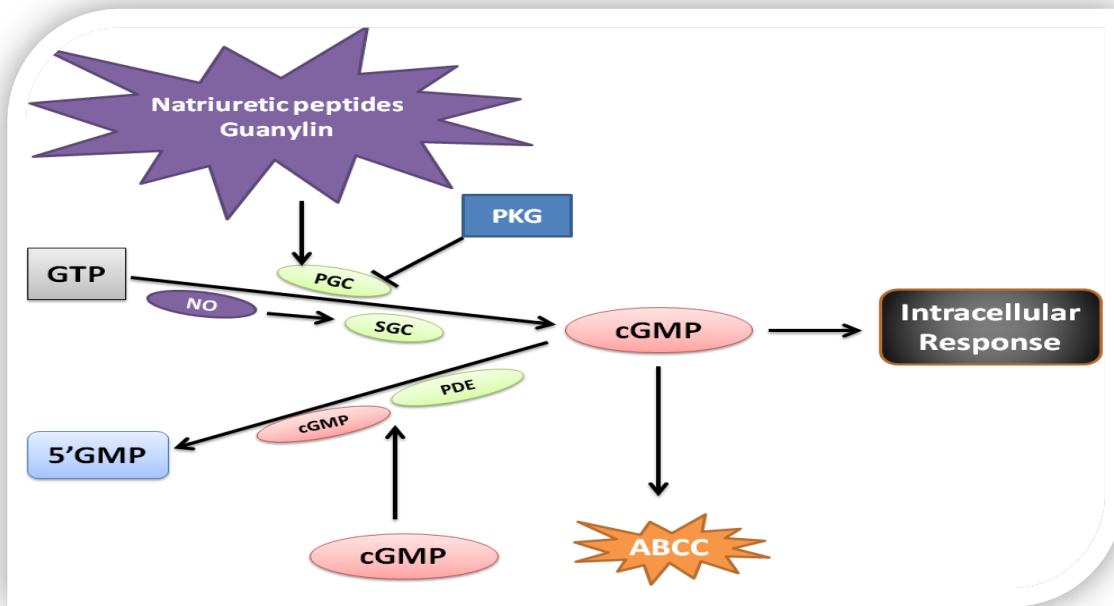 Natriuretic peptides
Guanylin
PKG
GTP
PGC
NO
SGC
cGMP
Intracellular
Response
PDE
cGMP
5'GMP
cGMP
ABCC